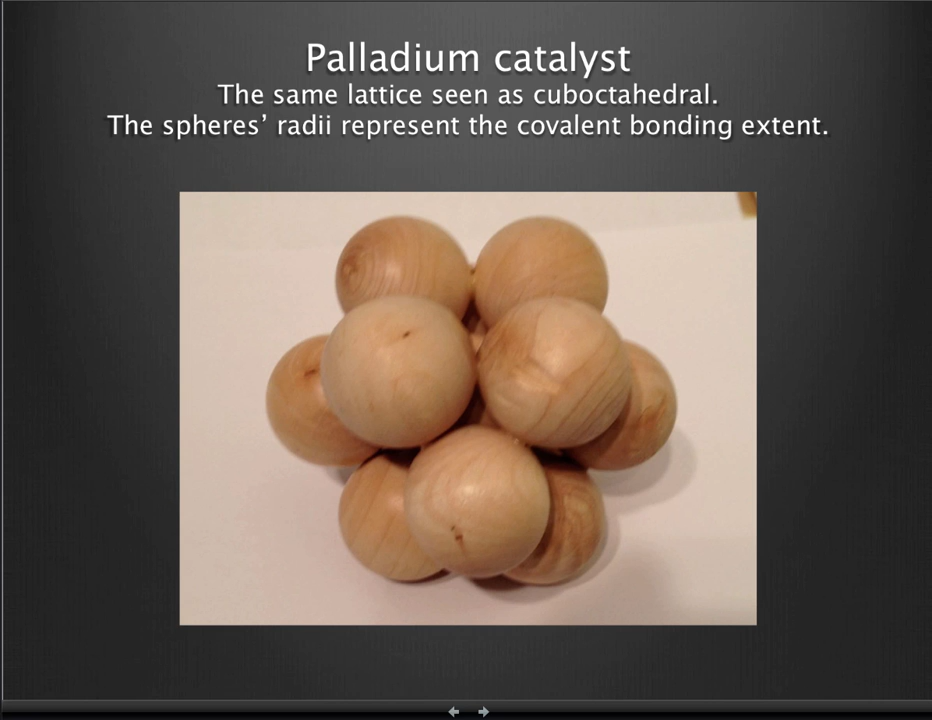 Palladium catalyst
The same lattice seen as cuboctahedral.
The spheres’ radii represent the covalent bonding extent.